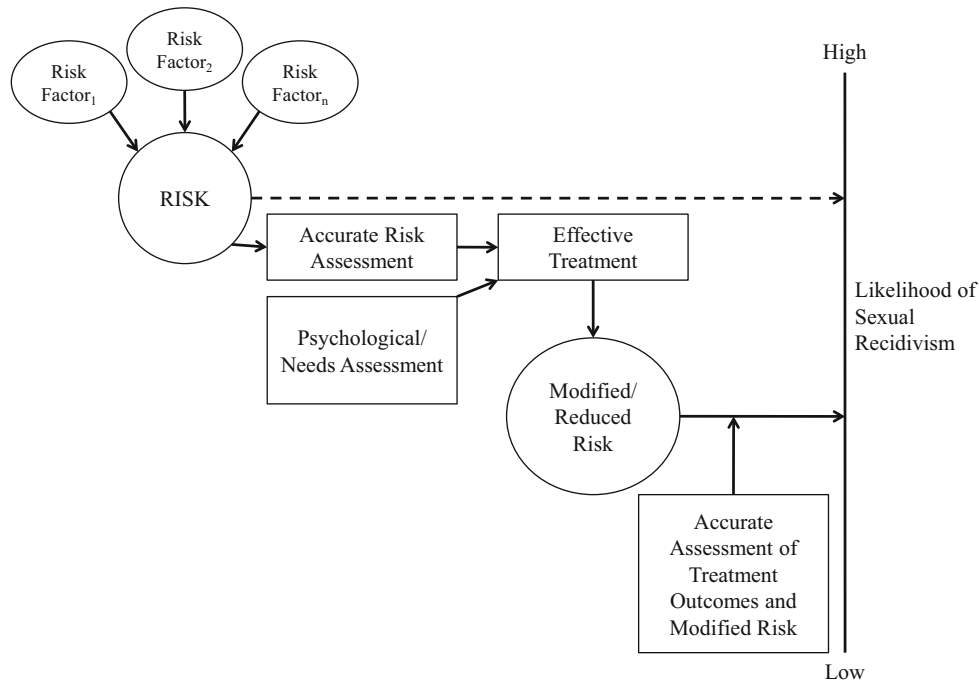 Risk
Factor₁
Risk
Factor₂
Risk
Factorₙ
High
RISK
Accurate Risk
Assessment
Effective
Treatment
Psychological/
Needs Assessment
Likelihood of
Sexual
Recidivism
Modified/
Reduced
Risk
Accurate
Assessment of
Treatment
Outcomes and
Modified Risk
Low